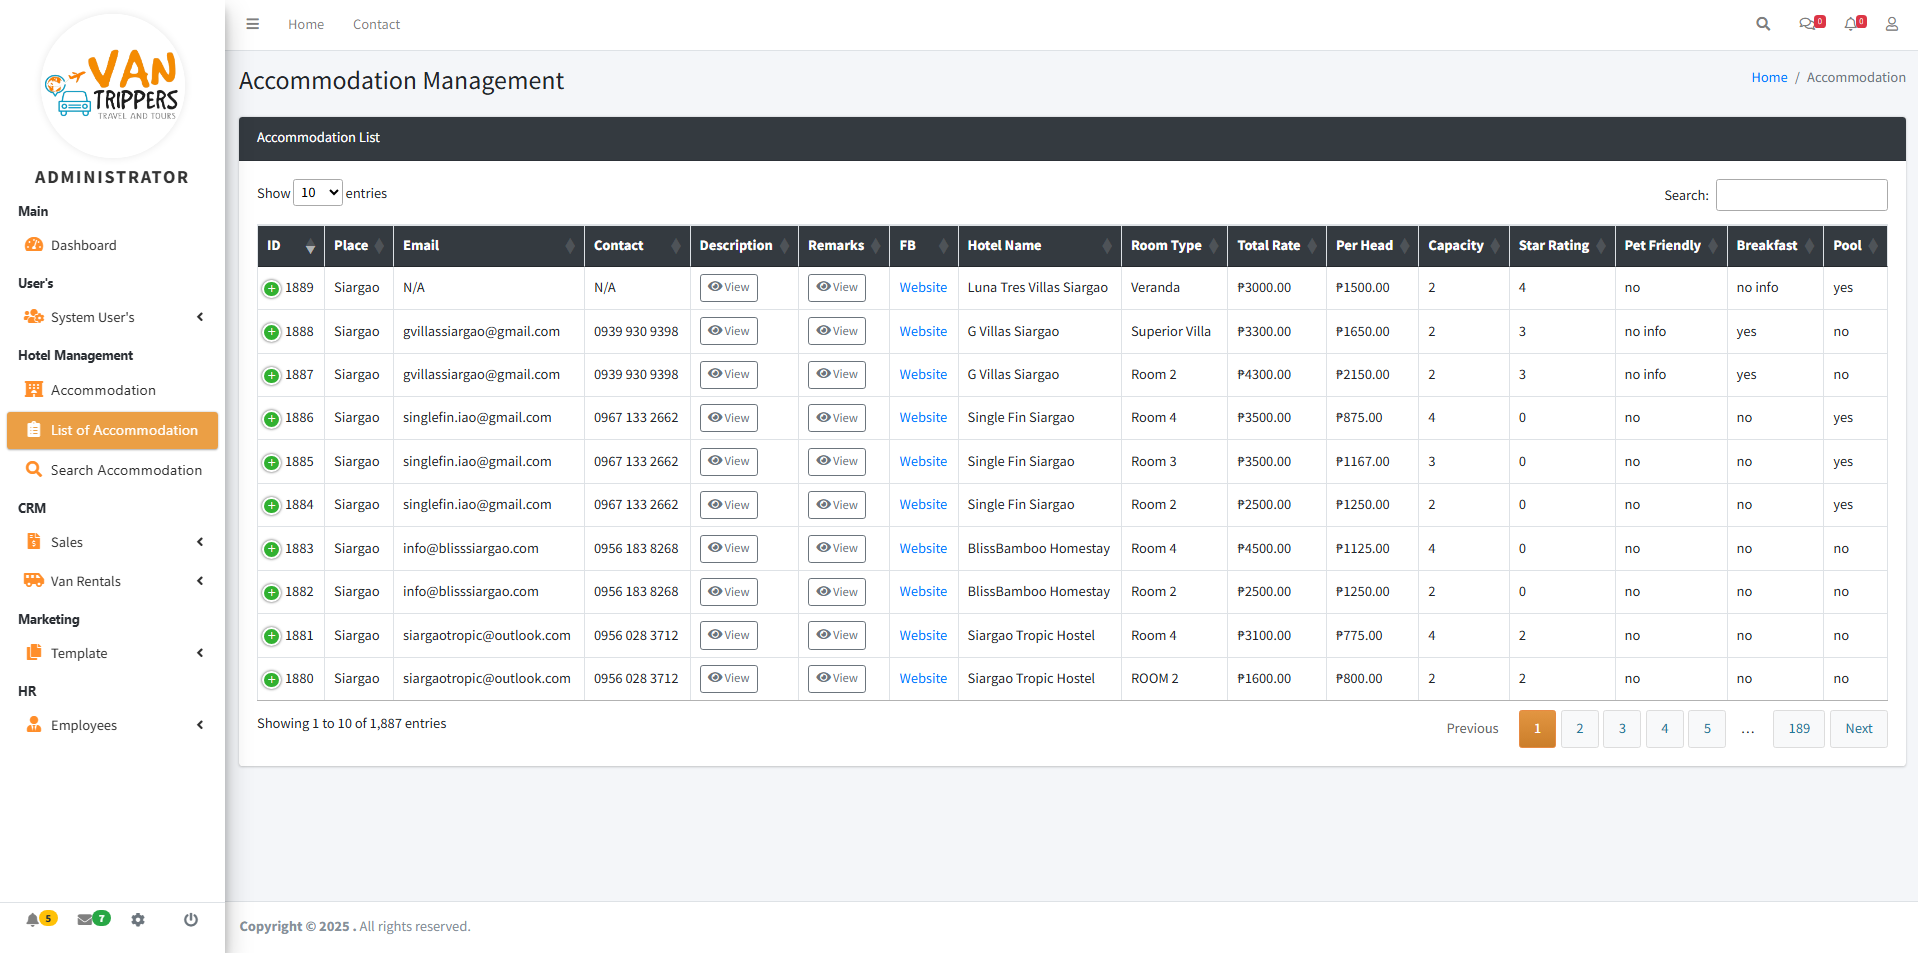 VAN
TRIPPERS
TRAVEL AND TOURS
ADMINISTRATOR
Main
Dashboard
User's
System User's
Hotel Management
Accommodation
List of Accommodation
Search Accommodation
CRM
Sales
Van Rentals
Marketing
Template
HR
Employees
5 7
Home Contact 0 0
Accommodation Management Home / Accommodation
Accommodation List
Show 10 entries Search:
ID Place Email Contact Description Remarks FB Hotel Name Room Type Total Rate Per Head Capacity Star Rating Pet Friendly Breakfast Pool
1889 Siargao N/A N/A View View Website Luna Tres Villas Siargao Veranda ₱3000.00 ₱1500.00 2 4 no no info yes
1888 Siargao gvillassiargao@gmail.com 0939 930 9398 View View Website G Villas Siargao Superior Villa ₱3300.00 ₱1650.00 2 3 no info yes no
1887 Siargao gvillassiargao@gmail.com 0939 930 9398 View View Website G Villas Siargao Room 2 ₱4300.00 ₱2150.00 2 3 no info yes no
1886 Siargao singlefin.iao@gmail.com 0967 133 2662 View View Website Single Fin Siargao Room 4 ₱3500.00 ₱875.00 4 0 no no yes
1885 Siargao singlefin.iao@gmail.com 0967 133 2662 View View Website Single Fin Siargao Room 3 ₱3500.00 ₱1167.00 3 0 no no yes
1884 Siargao singlefin.iao@gmail.com 0967 133 2662 View View Website Single Fin Siargao Room 2 ₱2500.00 ₱1250.00 2 0 no no yes
1883 Siargao info@blisssiargao.com 0956 183 8268 View View Website BlissBamboo Homestay Room 4 ₱4500.00 ₱1125.00 4 0 no no no
1882 Siargao info@blisssiargao.com 0956 183 8268 View View Website BlissBamboo Homestay Room 2 ₱2500.00 ₱1250.00 2 0 no no no
1881 Siargao siargaotropic@outlook.com 0956 028 3712 View View Website Siargao Tropic Hostel Room 4 ₱3100.00 ₱775.00 4 2 no no no
1880 Siargao siargaotropic@outlook.com 0956 028 3712 View View Website Siargao Tropic Hostel ROOM 2 ₱1600.00 ₱800.00 2 2 no no no
Showing 1 to 10 of 1,887 entries Previous 1 2 3 4 5 … 189 Next
Copyright © 2025 . All rights reserved.